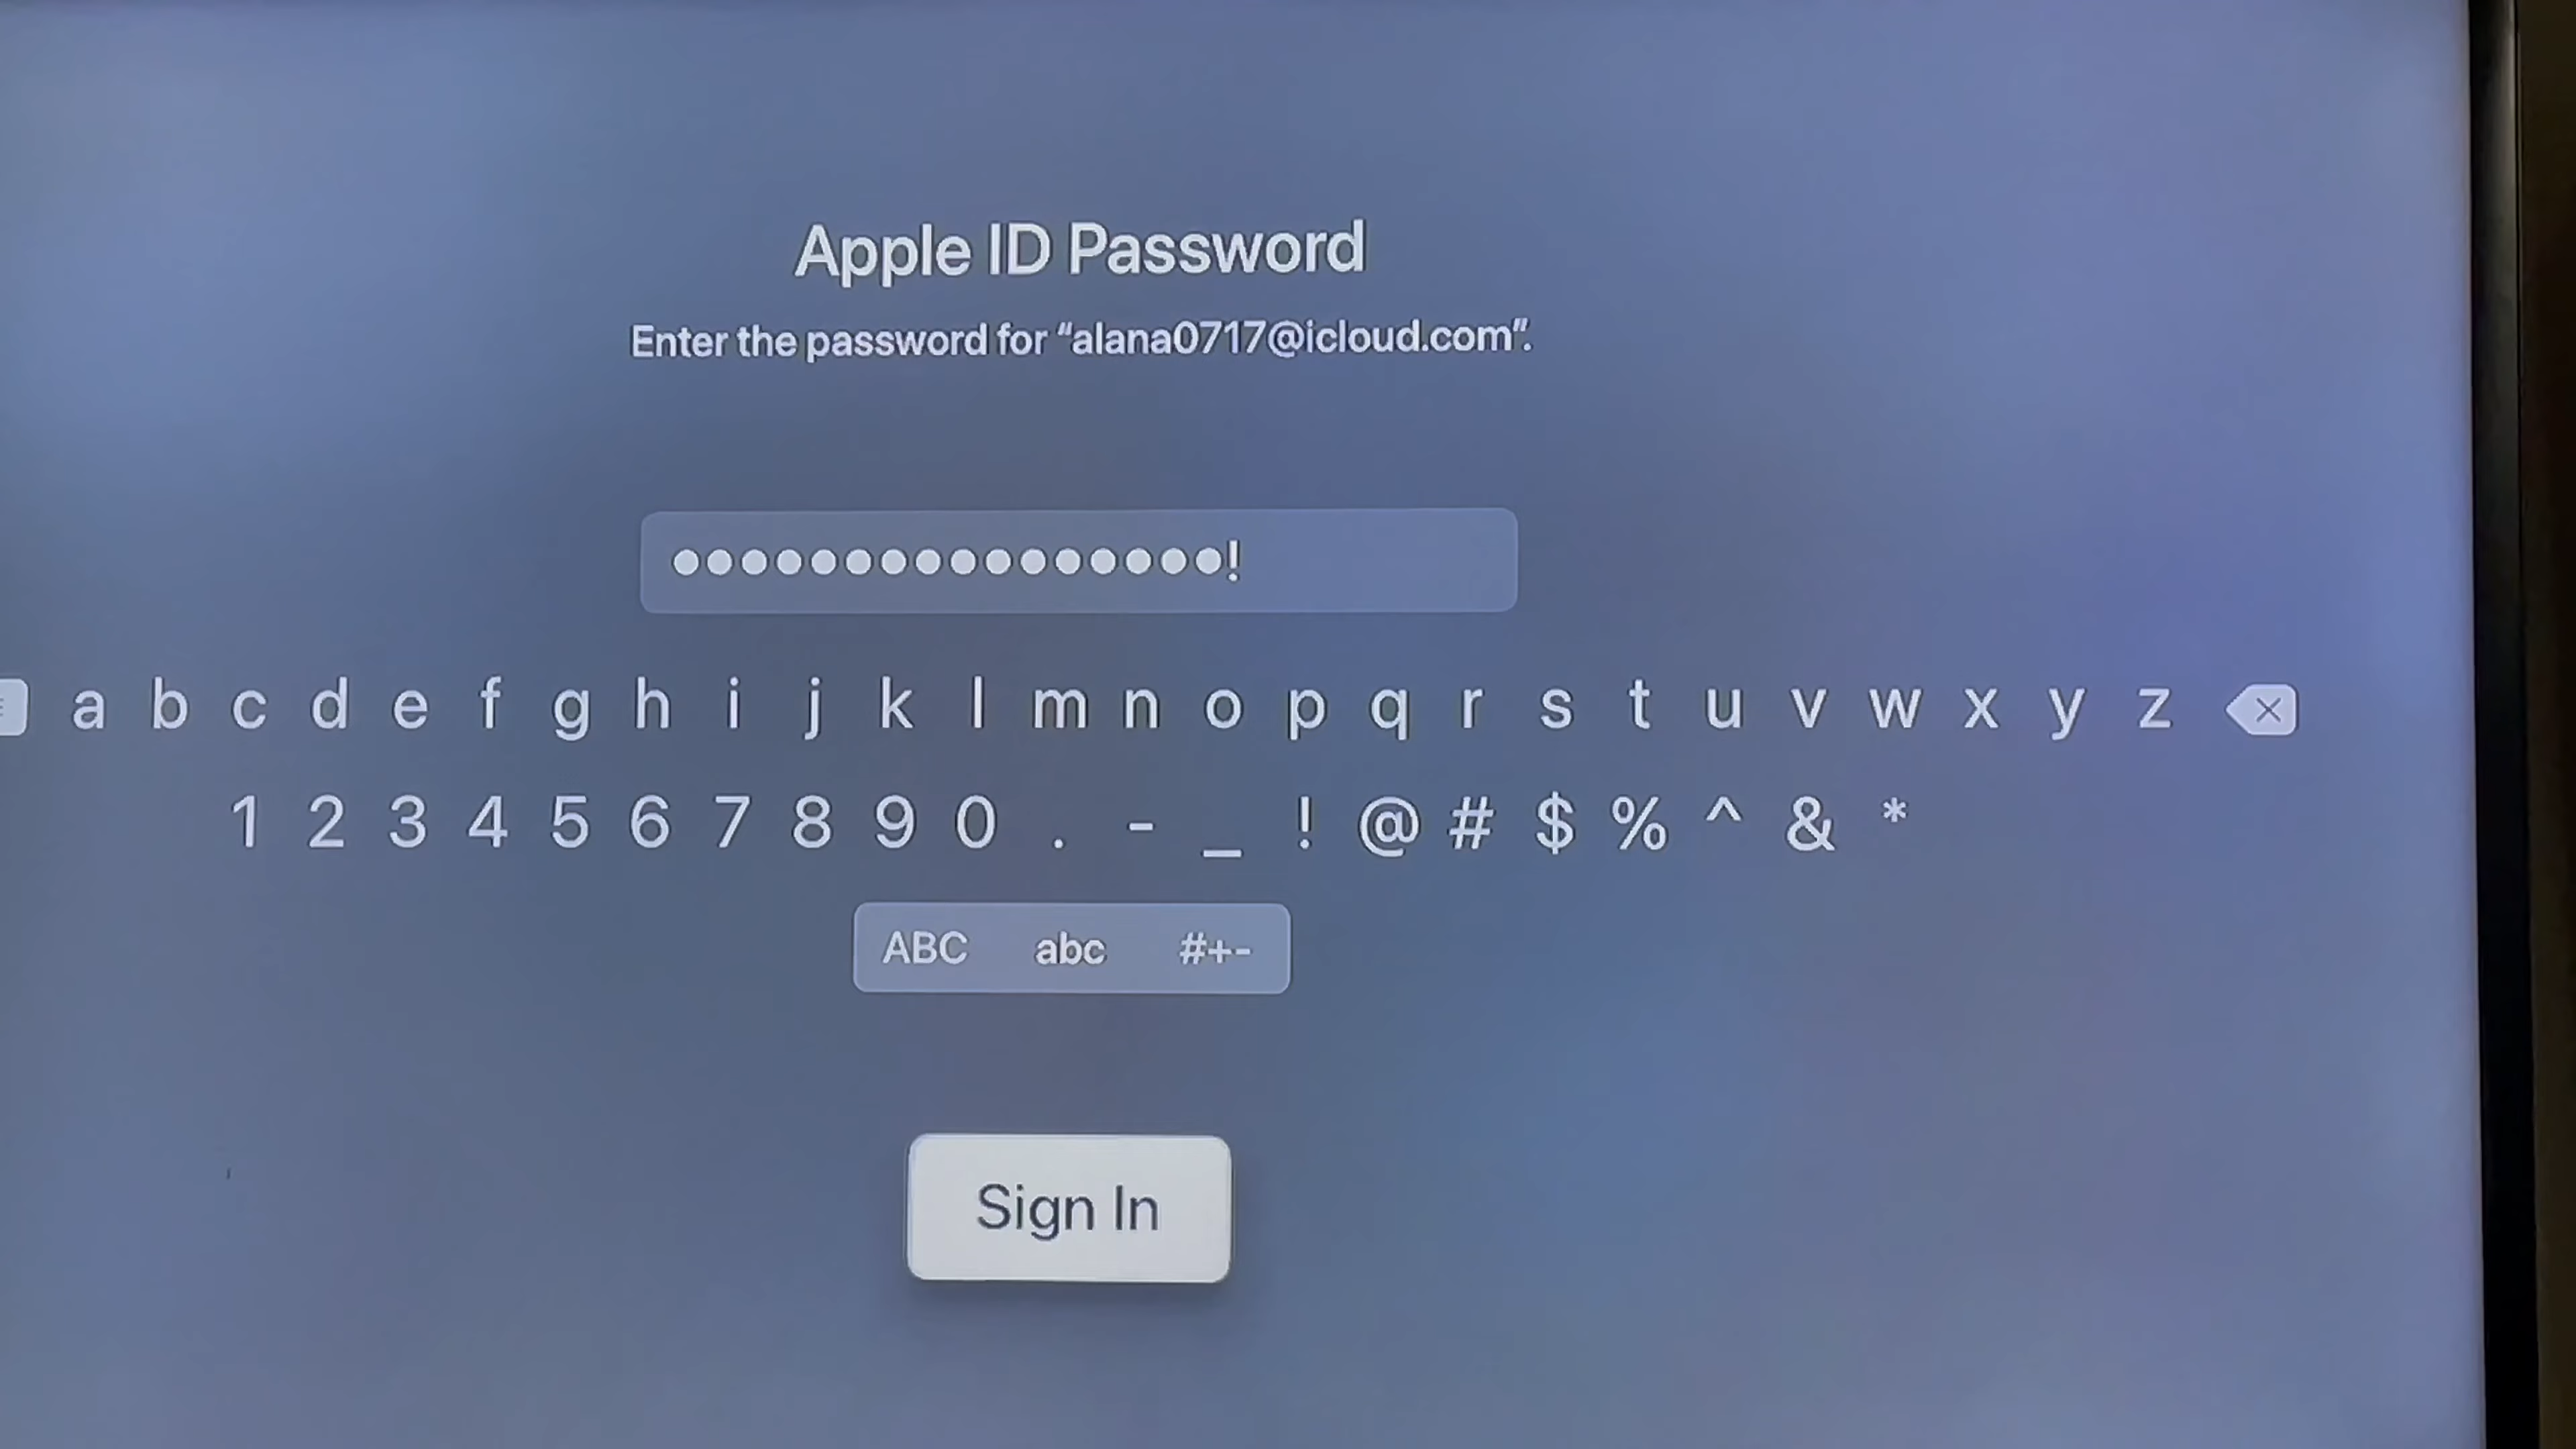 Apple ID Password
Enter the password for “alana0717@icloud.com”.
••••••••••••••••!
a b c d e f g h i j k l m n o p q r s t u v w x y z
1 2 3 4 5 6 7 8 9 0 . - _ ! @ # $ % ^ & *
ABC abc #+-
Sign In